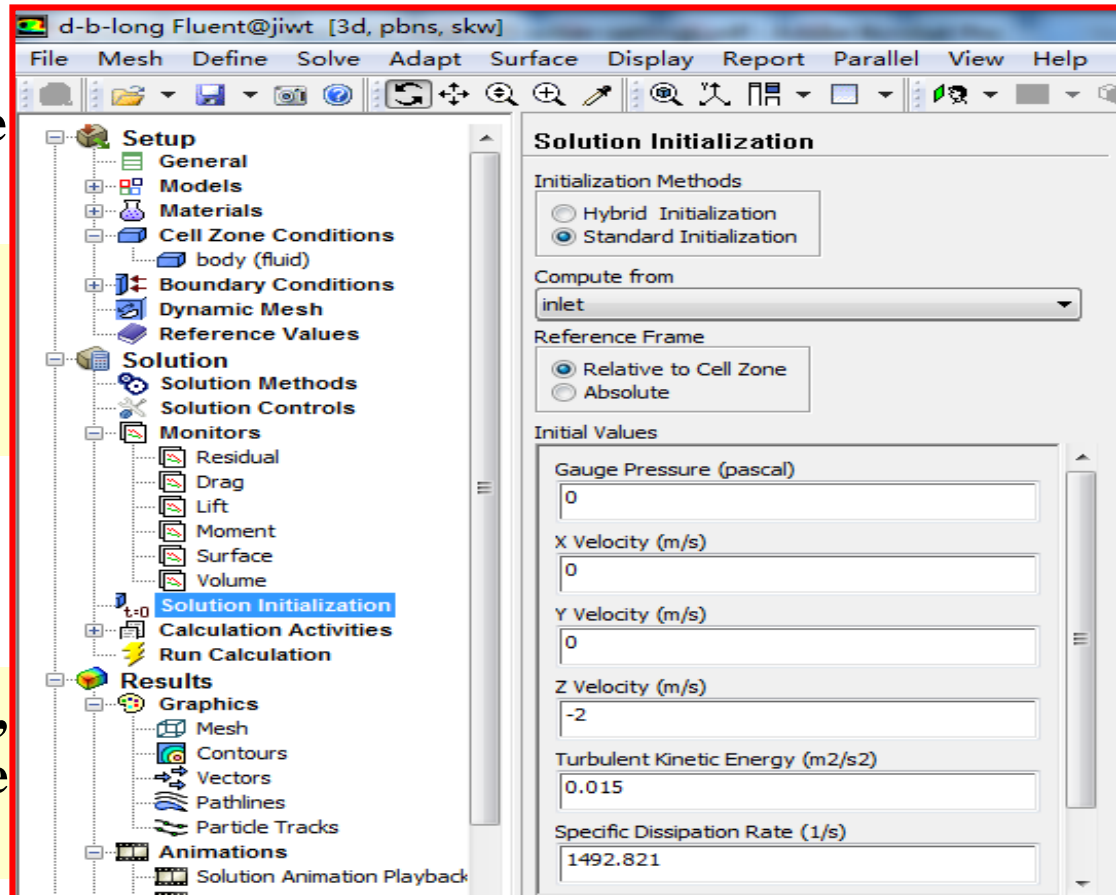 d-b-long Fluent@jiwt [3d, pbns, skw]
File Mesh Define Solve Adapt Surface Display Report Parallel View Help
e
,
e
Setup
General
Models
Materials
Cell Zone Conditions
body (fluid)
Boundary Conditions
Dynamic Mesh
Reference Values
Solution
Solution Methods
Solution Controls
Monitors
Residual
Drag
Lift
Moment
Surface
Volume
t=0 Solution Initialization
Calculation Activities
Run Calculation
Results
Graphics
Mesh
Contours
Vectors
Pathlines
Particle Tracks
Animations
Solution Animation Playback
Solution Initialization
Initialization Methods
Hybrid Initialization
Standard Initialization
Compute from
inlet
Reference Frame
Relative to Cell Zone
Absolute
Initial Values
Gauge Pressure (pascal)
0
X Velocity (m/s)
0
Y Velocity (m/s)
0
Z Velocity (m/s)
-2
Turbulent Kinetic Energy (m2/s2)
0.015
Specific Dissipation Rate (1/s)
1492.821